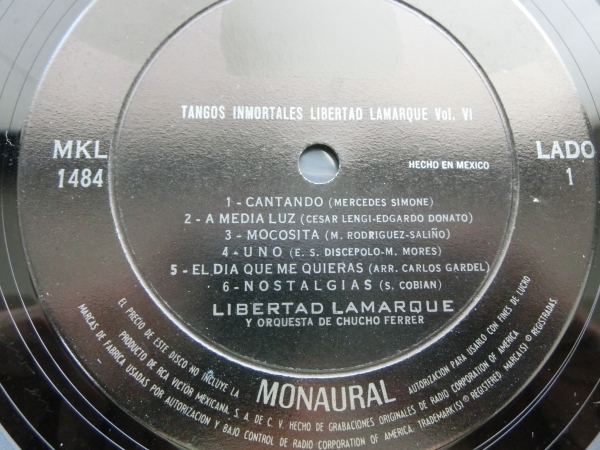 TANGOS INMORTALES LIBERTAD LAMARQUE Vol. VI
MKL
1484
LADO
1
HECHO EN MEXICO
1 - CANTANDO (MERCEDES SIMONE)
2 - A MEDIA LUZ (CESAR LENGI-EDGARDO DONATO)
3 - MOCOSITA (M. RODRIGUEZ-SALIÑO)
4 - UNO (E. S. DISCEPOLO-M. MORES)
5 - EL DIA QUE ME QUIERAS (ARR. CARLOS GARDEL)
6 - NOSTALGIAS (S. COBIAN)
LIBERTAD LAMARQUE
Y ORQUESTA DE CHUCHO FERRER
MONAURAL
EL PRECIO DE ESTE DISCO NO INCLUYE LA AUTORIZACION PARA USARLO CON FINES DE LUCRO
PRODUCTO DE RCA VICTOR MEXICANA, S. A. DE C. V. HECHO DE GRABACIONES ORIGINALES DE RADIO CORPORATION OF AMERICA
MARCAS DE FABRICA USADAS POR AUTORIZACION Y BAJO CONTROL DE RADIO CORPORATION OF AMERICA. TRADEMARK(S) ® REGISTERED. MARCA(S) ® REGISTRADAS.